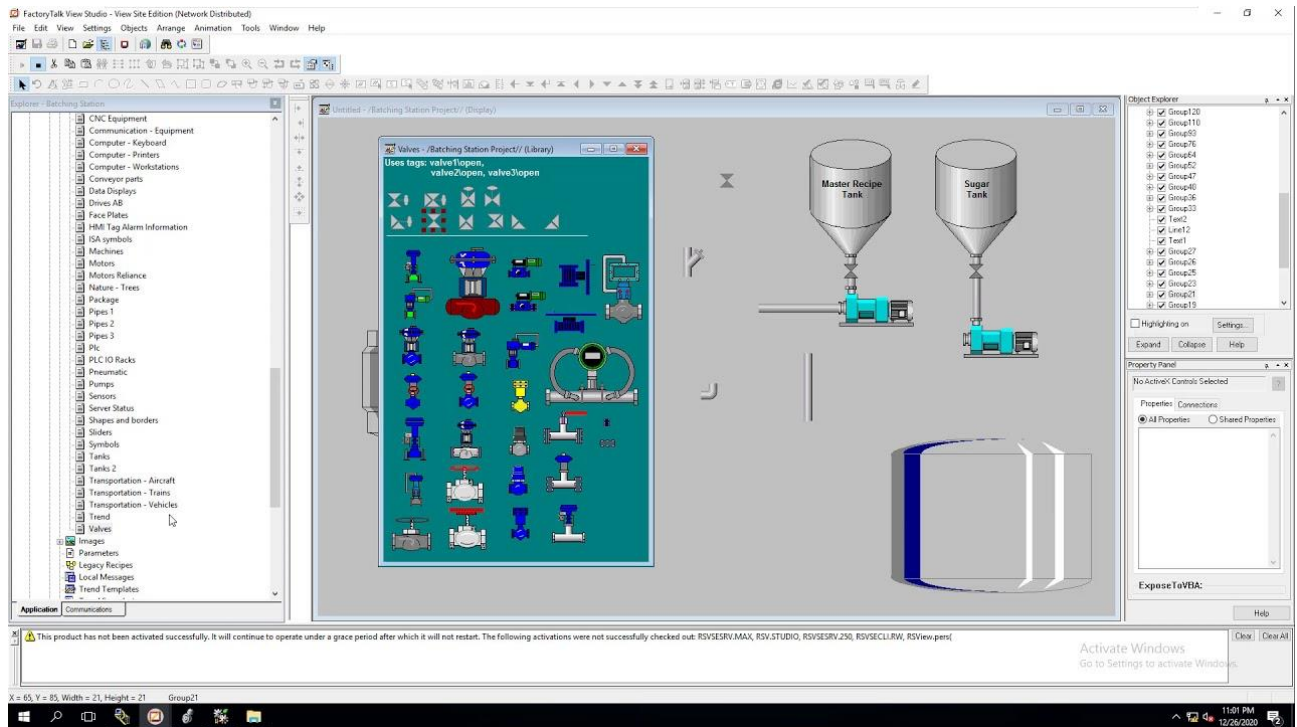 FactoryTalk View Studio - View Site Edition (Network Distributed)
File Edit View Settings Objects Arrange Animation Tools Window Help
Explorer - Batching Station
CNC Equipment
Communication - Equipment
Computer - Keyboard
Computer - Printers
Computer - Workstations
Conveyor parts
Data Displays
Drives AB
Face Plates
HMI Tag Alarm Information
ISA symbols
Machines
Motors
Motors Reliance
Nature - Trees
Package
Pipes 1
Pipes 2
Pipes 3
Plc
PLC IO Racks
Pneumatic
Pumps
Sensors
Server Status
Shapes and borders
Sliders
Symbols
Tanks
Tanks 2
Transportation - Aircraft
Transportation - Trains
Transportation - Vehicles
Trend
Valves
Images
Parameters
Legacy Recipes
Local Messages
Trend Templates
Application Communications
Untitled - /Batching Station Project// (Display)
Valves - /Batching Station Project// (Library)
Uses tags: valve1\open,
valve2\open, valve3\open
Master Recipe
Tank
Sugar
Tank
Object Explorer
Group120
Group110
Group93
Group76
Group64
Group52
Group47
Group40
Group36
Group33
Text2
Line12
Text1
Group27
Group26
Group25
Group23
Group21
Group19
Highlighting on Settings...
Expand Collapse Help
Property Panel
No ActiveX Controls Selected
?
Properties Connections
All Properties Shared Properties
ExposeToVBA:
Help
This product has not been activated successfully. It will continue to operate under a grace period after which it will not restart. The following activations were not successfully checked out: RSVSESRV.MAX, RSV.STUDIO, RSVSESRV.250, RSVSECLI.RW, RSView.pers(
Clear Clear All
Activate Windows
Go to Settings to activate Windows.
X = 65, Y = 85, Width = 21, Height = 21 Group21
11:01 PM
12/26/2020